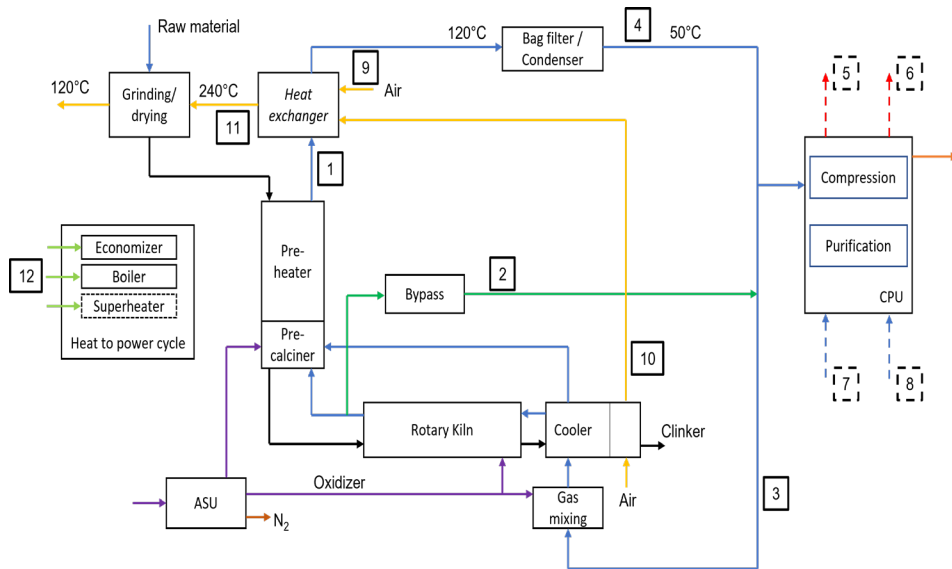 Raw material
120°C
Grinding/
drying
240°C
11
Heat
exchanger
9
Air
120°C
Bag filter /
Condenser
4
50°C
5
6
Compression
Purification
CPU
7
8
1
Pre-
heater
Pre-
calciner
12
Economizer
Boiler
Superheater
Heat to power cycle
Bypass
2
10
Rotary Kiln
Cooler
Clinker
Air
Oxidizer
ASU
N₂
Gas
mixing
3